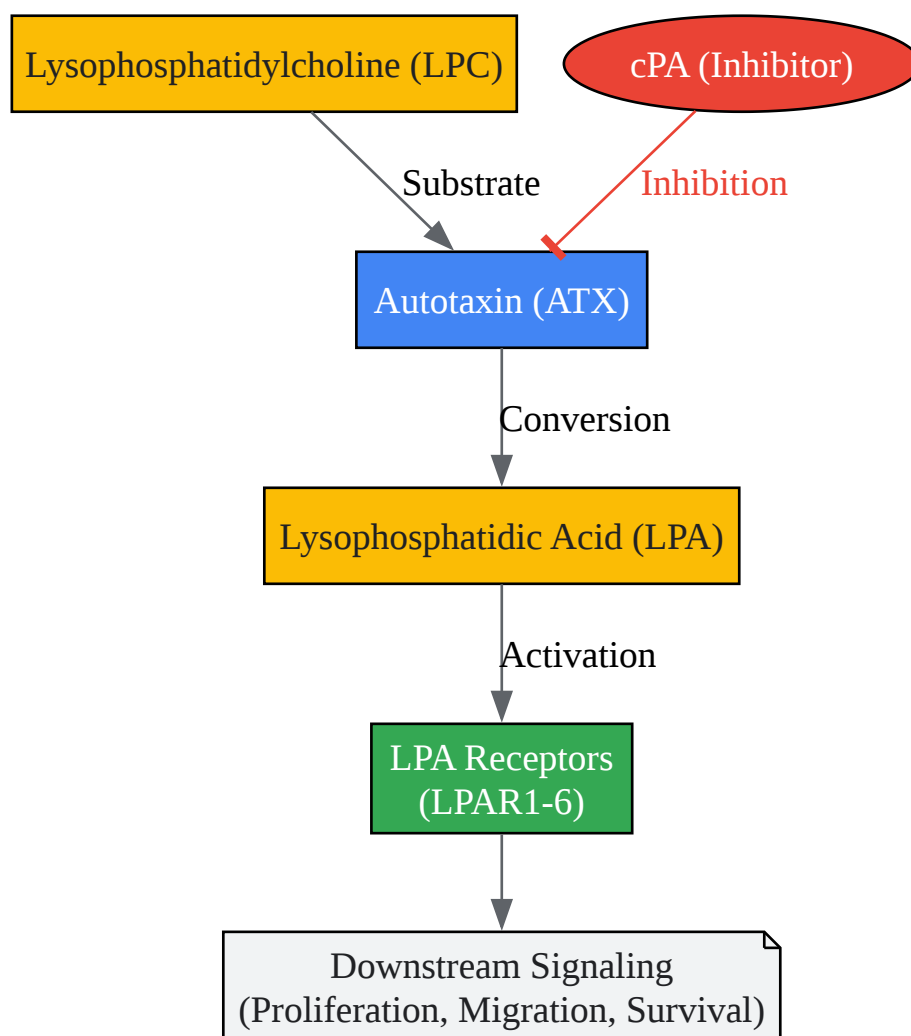 Lysophosphatidylcholine (LPC)
cPA (Inhibitor)
Substrate
Inhibition
Autotaxin (ATX)
Conversion
Lysophosphatidic Acid (LPA)
Activation
LPA Receptors
(LPAR1-6)
Downstream Signaling
(Proliferation, Migration, Survival)